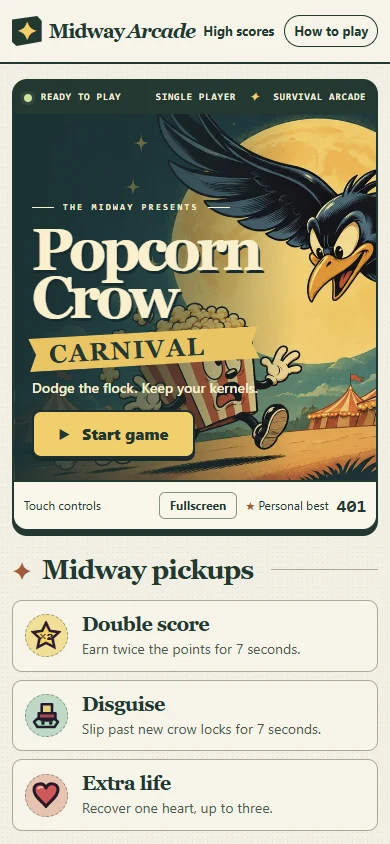 Midway Arcade High scores How to play
READY TO PLAY SINGLE PLAYER ✦ SURVIVAL ARCADE
THE MIDWAY PRESENTS
Popcorn
Crow
CARNIVAL
Dodge the flock. Keep your kernels.
▶ Start game
Touch controls Fullscreen ★ Personal best 401
✦ Midway pickups
x2
Double score
Earn twice the points for 7 seconds.
Disguise
Slip past new crow locks for 7 seconds.
Extra life
Recover one heart, up to three.